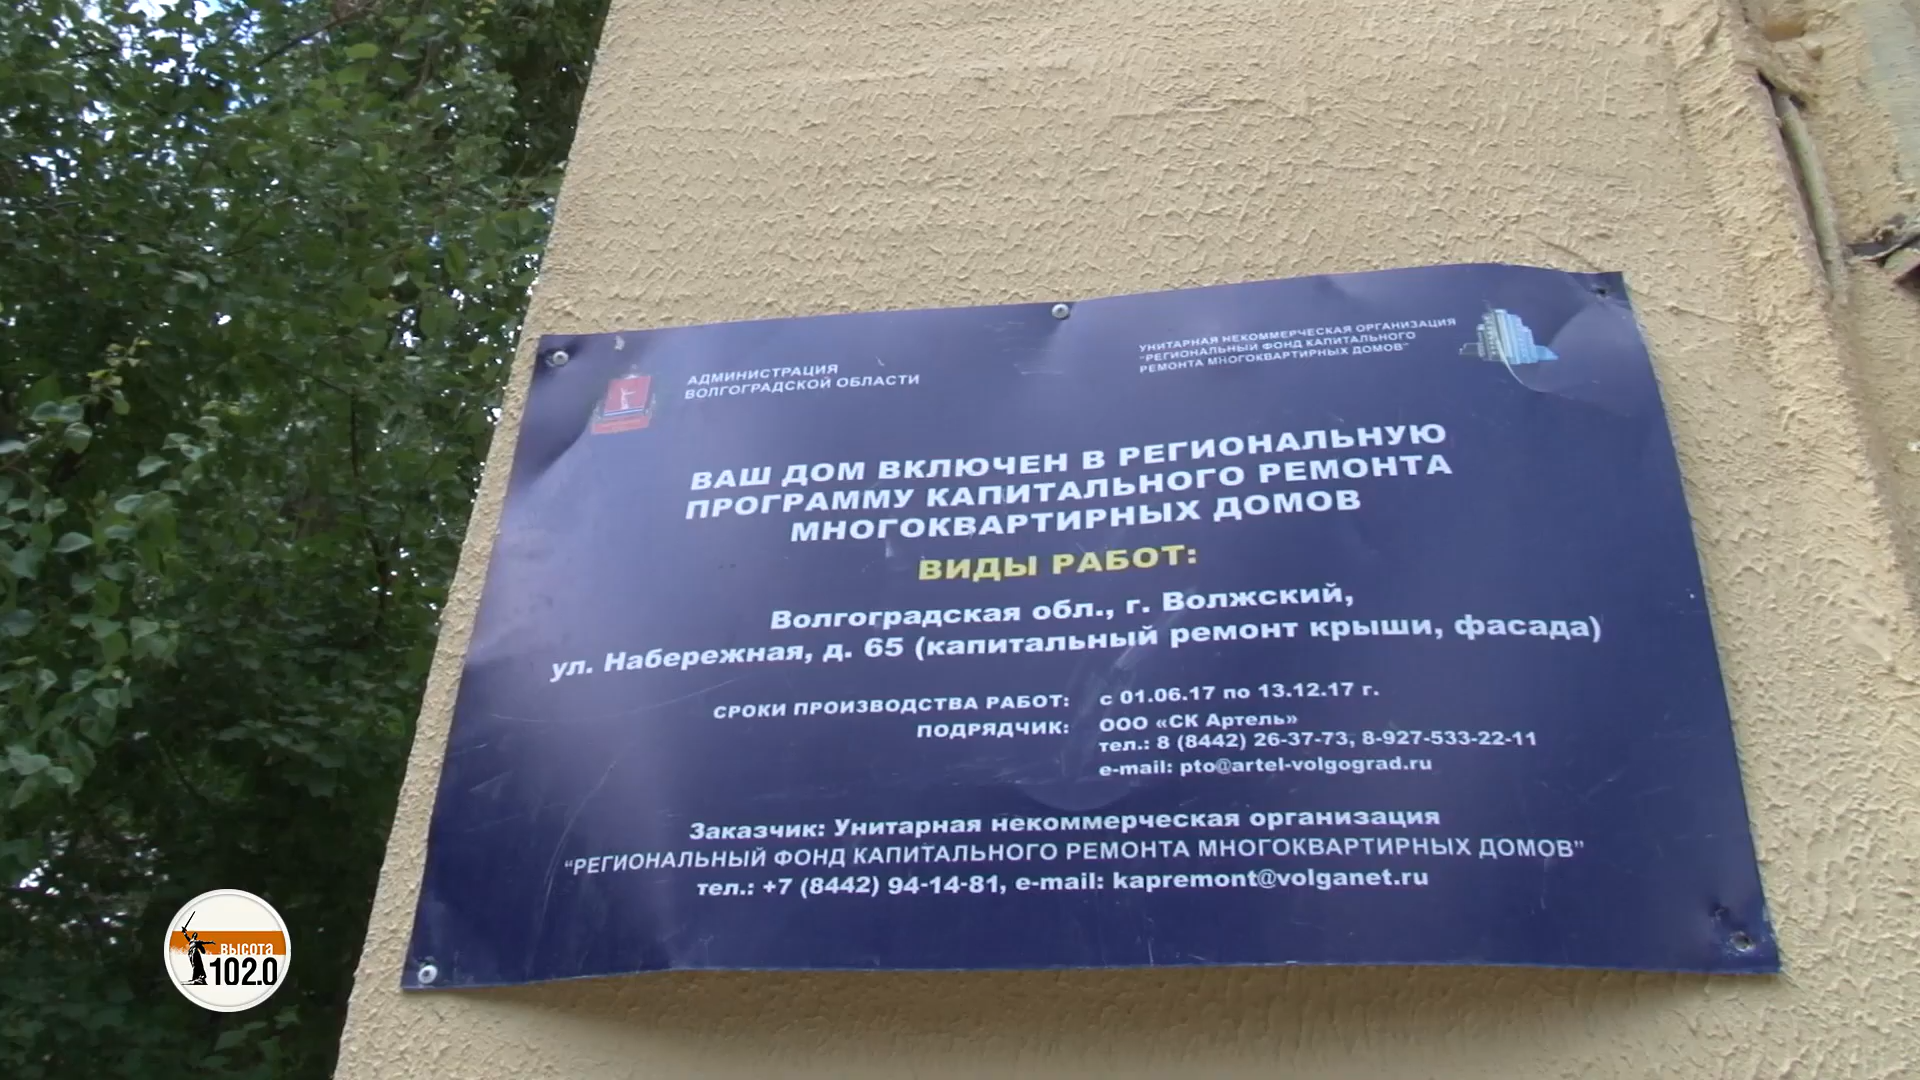 АДМИНИСТРАЦИЯ
ВОЛГОГРАДСКОЙ ОБЛАСТИ
УНИТАРНАЯ НЕКОММЕРЧЕСКАЯ ОРГАНИЗАЦИЯ
"РЕГИОНАЛЬНЫЙ ФОНД КАПИТАЛЬНОГО
РЕМОНТА МНОГОКВАРТИРНЫХ ДОМОВ"
ВАШ ДОМ ВКЛЮЧЕН В РЕГИОНАЛЬНУЮ
ПРОГРАММУ КАПИТАЛЬНОГО РЕМОНТА
МНОГОКВАРТИРНЫХ ДОМОВ
ВИДЫ РАБОТ:
Волгоградская обл., г. Волжский,
ул. Набережная, д. 65 (капитальный ремонт крыши, фасада)
СРОКИ ПРОИЗВОДСТВА РАБОТ: с 01.06.17 по 13.12.17 г.
ПОДРЯДЧИК: ООО «СК Артель»
тел.: 8 (8442) 26-37-73, 8-927-533-22-11
e-mail: pto@artel-volgograd.ru
Заказчик: Унитарная некоммерческая организация
"РЕГИОНАЛЬНЫЙ ФОНД КАПИТАЛЬНОГО РЕМОНТА МНОГОКВАРТИРНЫХ ДОМОВ"
тел.: +7 (8442) 94-14-81, e-mail: kapremont@volganet.ru
ВЫСОТА
102.0